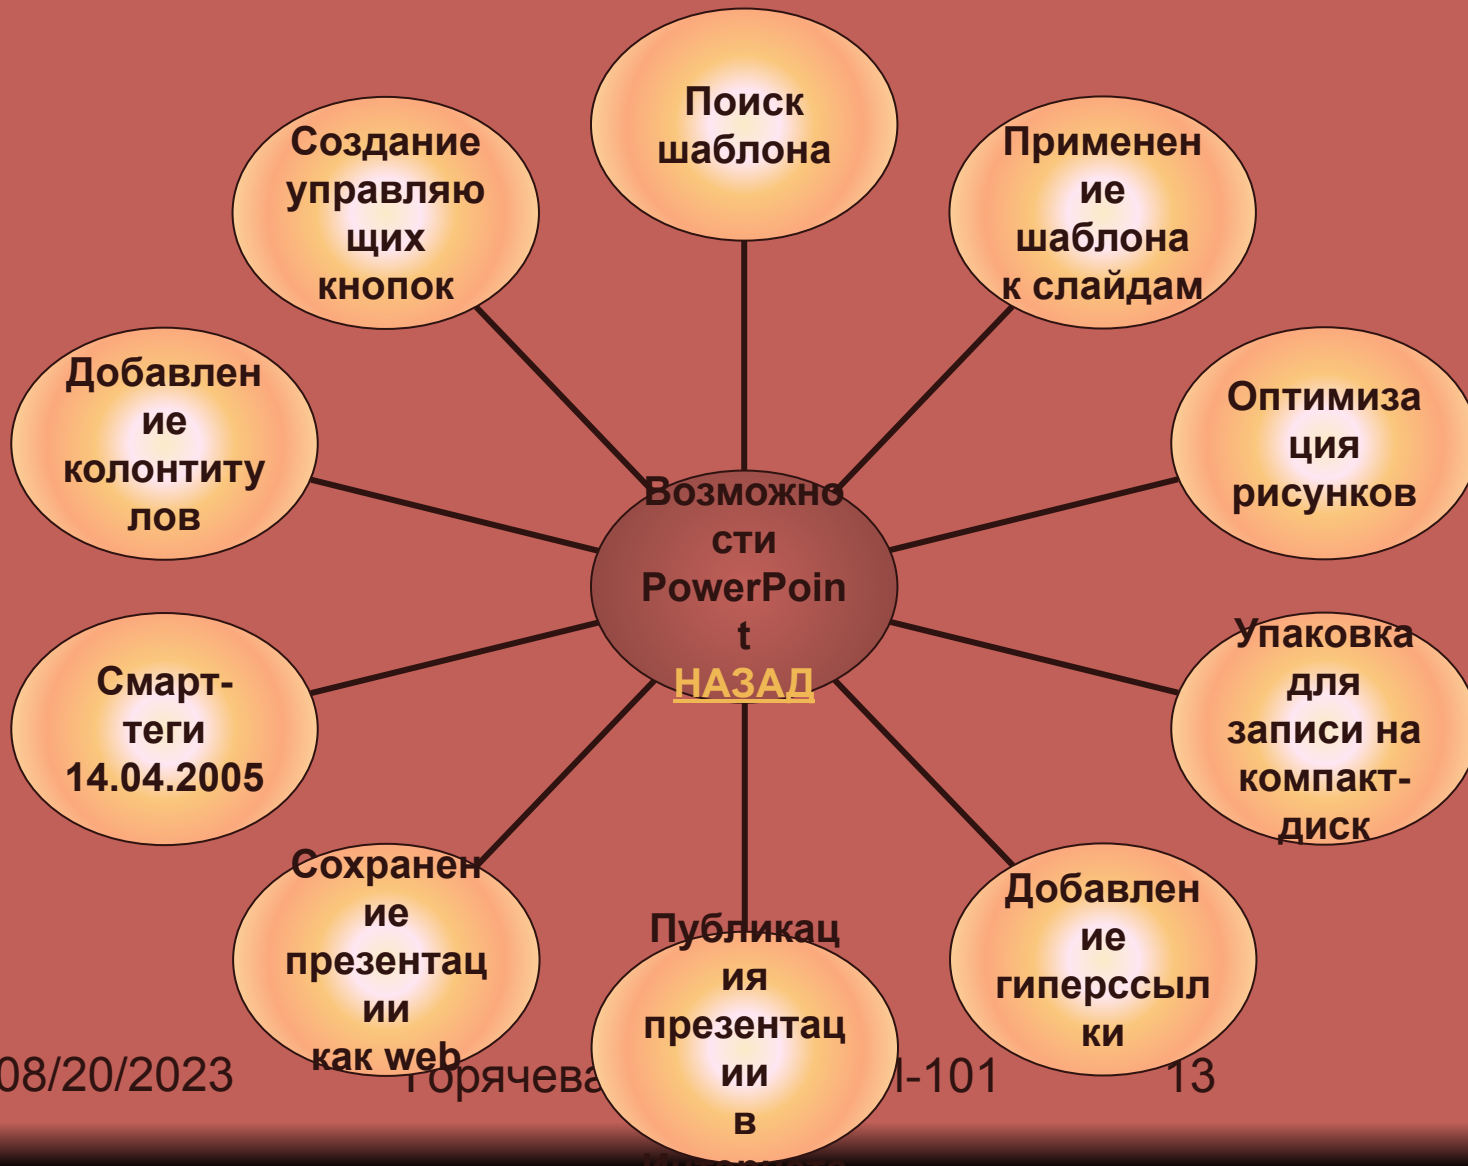 Поиск
шаблона
Применен
ие
шаблона
к слайдам
Оптимиза
ция
рисунков
Упаковка
для
записи на
компакт-
диск
Добавлен
ие
гиперссыл
ки
Публикац
ия
презентац
ии
в
Сохранен
ие
презентац
ии
как web
Смарт-
теги
14.04.2005
Добавлен
ие
колонтиту
лов
Создание
управляю
щих
кнопок
Возможно
сти
PowerPoin
t
НАЗАД
08/20/2023
Горячева
-101
13